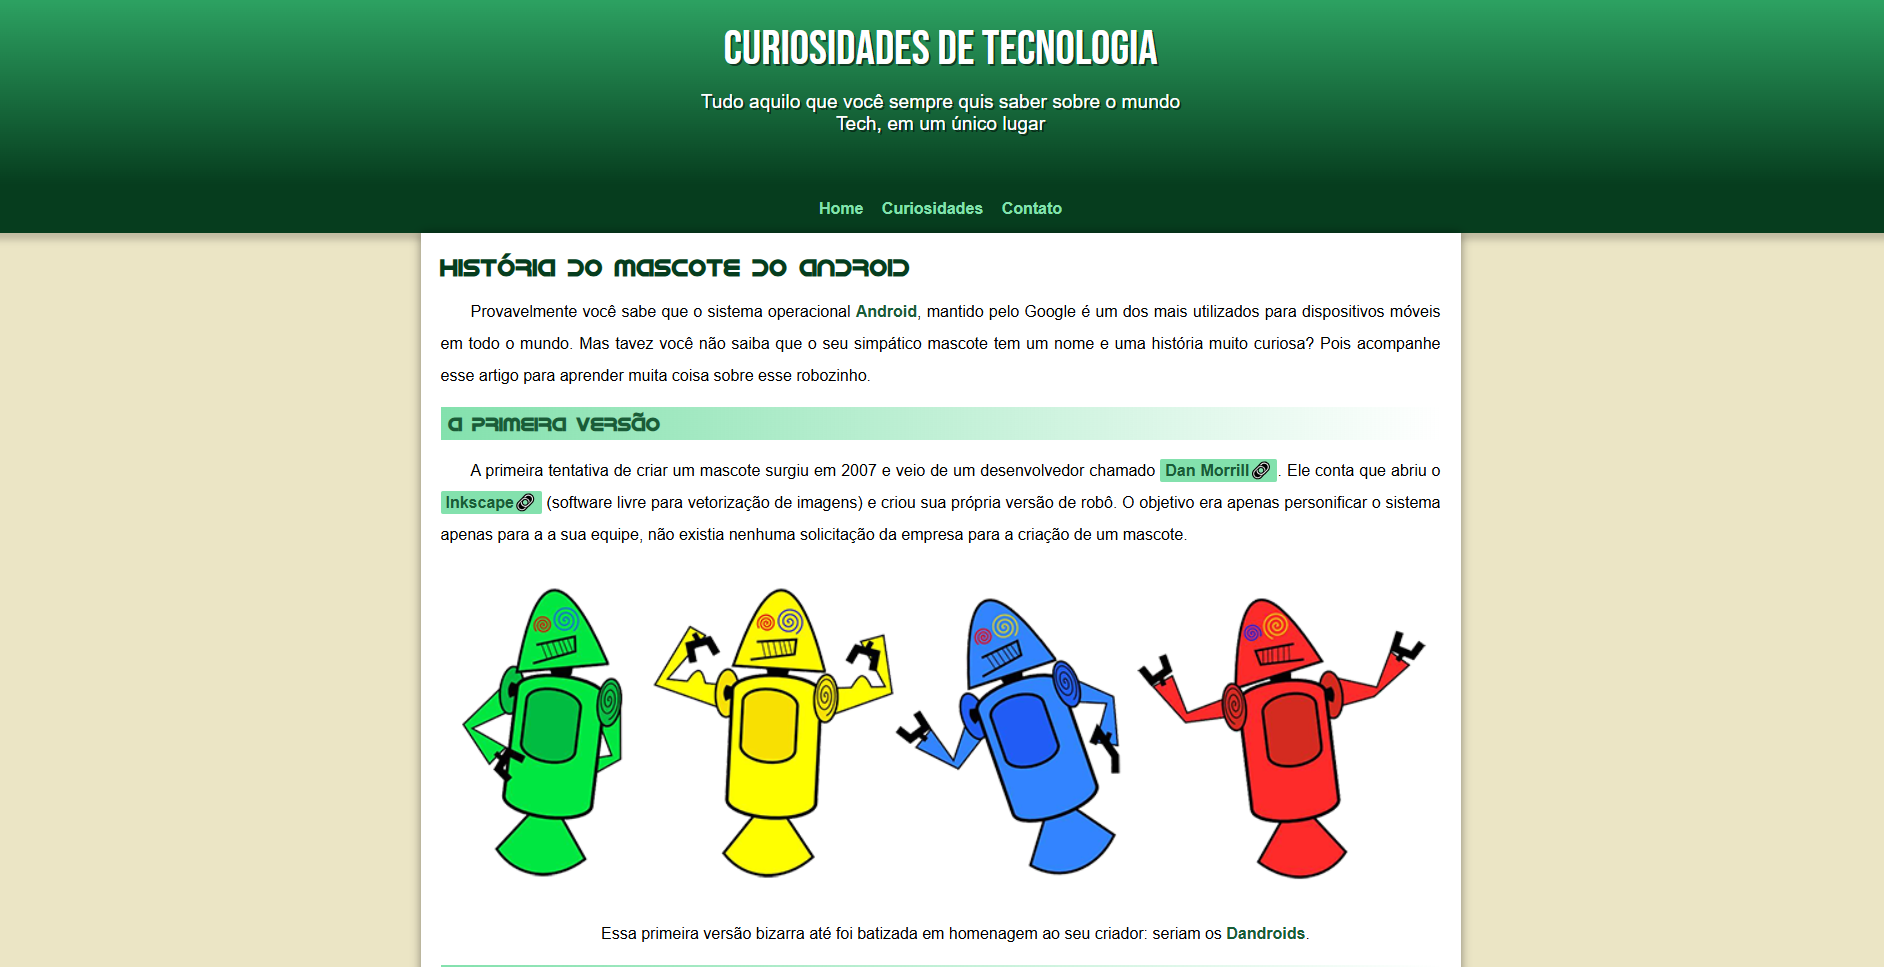 CURIOSIDADES DE TECNOLOGIA
Tudo aquilo que você sempre quis saber sobre o mundo
Tech, em um único lugar
Home Curiosidades Contato
HISTÓRIA DO MASCOTE DO ANDROID
Provavelmente você sabe que o sistema operacional Android, mantido pelo Google é um dos mais utilizados para dispositivos móveis
em todo o mundo. Mas tavez você não saiba que o seu simpático mascote tem um nome e uma história muito curiosa? Pois acompanhe
esse artigo para aprender muita coisa sobre esse robozinho.
A PRIMEIRA VERSÃO
A primeira tentativa de criar um mascote surgiu em 2007 e veio de um desenvolvedor chamado Dan Morrill. Ele conta que abriu o
Inkscape (software livre para vetorização de imagens) e criou sua própria versão de robô. O objetivo era apenas personificar o sistema
apenas para a a sua equipe, não existia nenhuma solicitação da empresa para a criação de um mascote.
Essa primeira versão bizarra até foi batizada em homenagem ao seu criador: seriam os Dandroids.